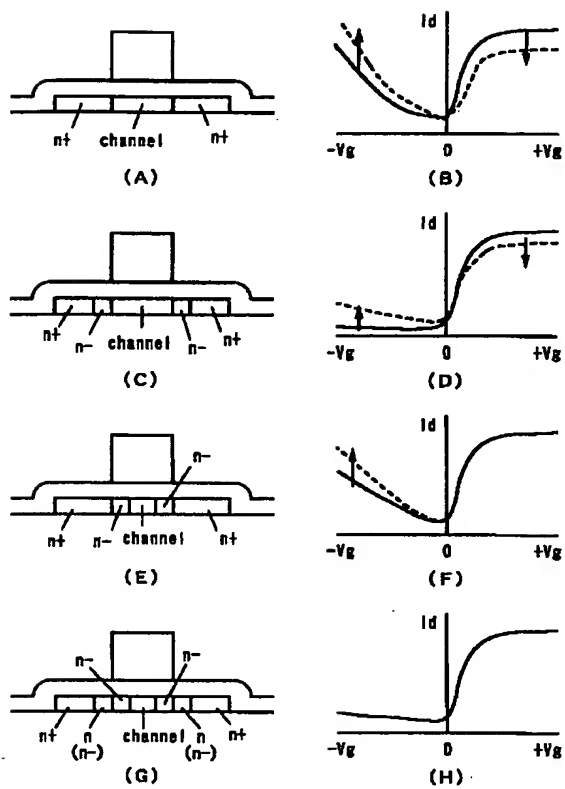 n+ channel n+
(A)
Id
-Vg 0 +Vg
(B)
n+ n- channel n- n+
(C)
Id
-Vg 0 +Vg
(D)
n-
n+ n- channel n+
(E)
Id
-Vg 0 +Vg
(F)
n- n-
n+ n channel n n+
(n-) (n-)
(G)
Id
-Vg 0 +Vg
(H)